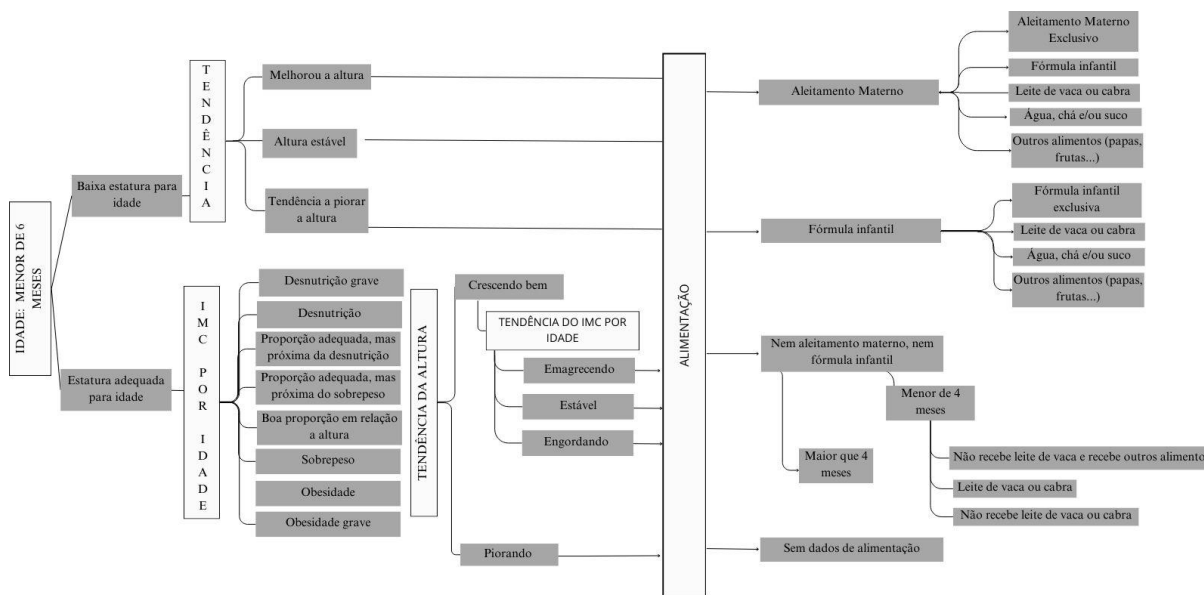 IDADE: MENOR DE 6
MESES
Baixa estatura para
idade
Estatura adequada
para idade
TENDÊNCIA
Melhorou a altura
Altura estável
Tendência a piorar
a altura
IMC POR IDADE
Desnutrição grave
Desnutrição
Proporção adequada, mas
próxima da desnutrição
Proporção adequada, mas
próxima do sobrepeso
Boa proporção em relação
a altura
Sobrepeso
Obesidade
Obesidade grave
TENDÊNCIA DA ALTURA
Crescendo bem
TENDÊNCIA DO IMC POR
IDADE
Emagrecendo
Estável
Engordando
Piorando
ALIMENTAÇÃO
Aleitamento Materno
Aleitamento Materno
Exclusivo
Fórmula infantil
Leite de vaca ou cabra
Água, chá e/ou suco
Outros alimentos (papas,
frutas...)
Fórmula infantil
Fórmula infantil
exclusiva
Leite de vaca ou cabra
Água, chá e/ou suco
Outros alimentos (papas,
frutas...)
Nem aleitamento materno, nem
fórmula infantil
Menor de 4
meses
Maior que 4
meses
Não recebe leite de vaca e recebe outros alimento
Leite de vaca ou cabra
Não recebe leite de vaca ou cabra
Sem dados de alimentação